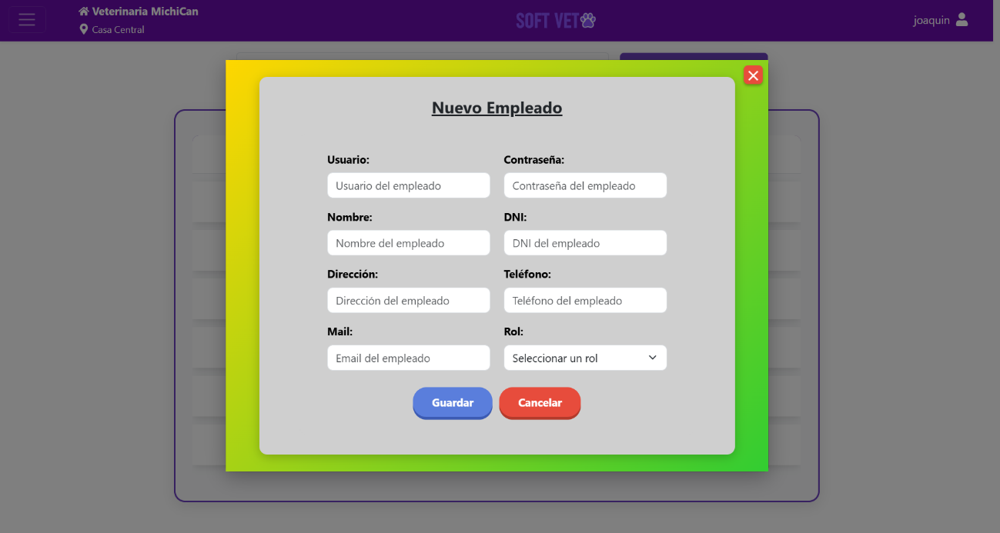 Veterinaria MichiCan
Casa Central
SOFT VET
joaquin
Nuevo Empleado
Usuario:
Contraseña:
Usuario del empleado
Contraseña del empleado
Nombre:
DNI:
Nombre del empleado
DNI del empleado
Dirección:
Teléfono:
Dirección del empleado
Teléfono del empleado
Mail:
Rol:
Email del empleado
Seleccionar un rol
Guardar
Cancelar